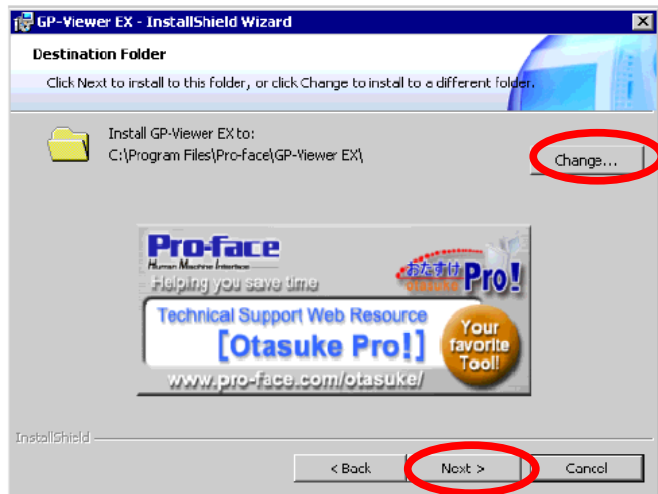 GP-Viewer EX - InstallShield Wizard
Destination Folder
Click Next to install to this folder, or click Change to install to a different folder.
Install GP-Viewer EX to:
C:\Program Files\Pro-face\GP-Viewer EX\
Change...
Pro-face
Human Machine Interface
Helping you save time
おたすけ Pro!
OTASUKE
Technical Support Web Resource
[Otasuke Pro!]
Your
favorite
Tool!
www.pro-face.com/otasuke/
InstallShield
< Back
Next >
Cancel